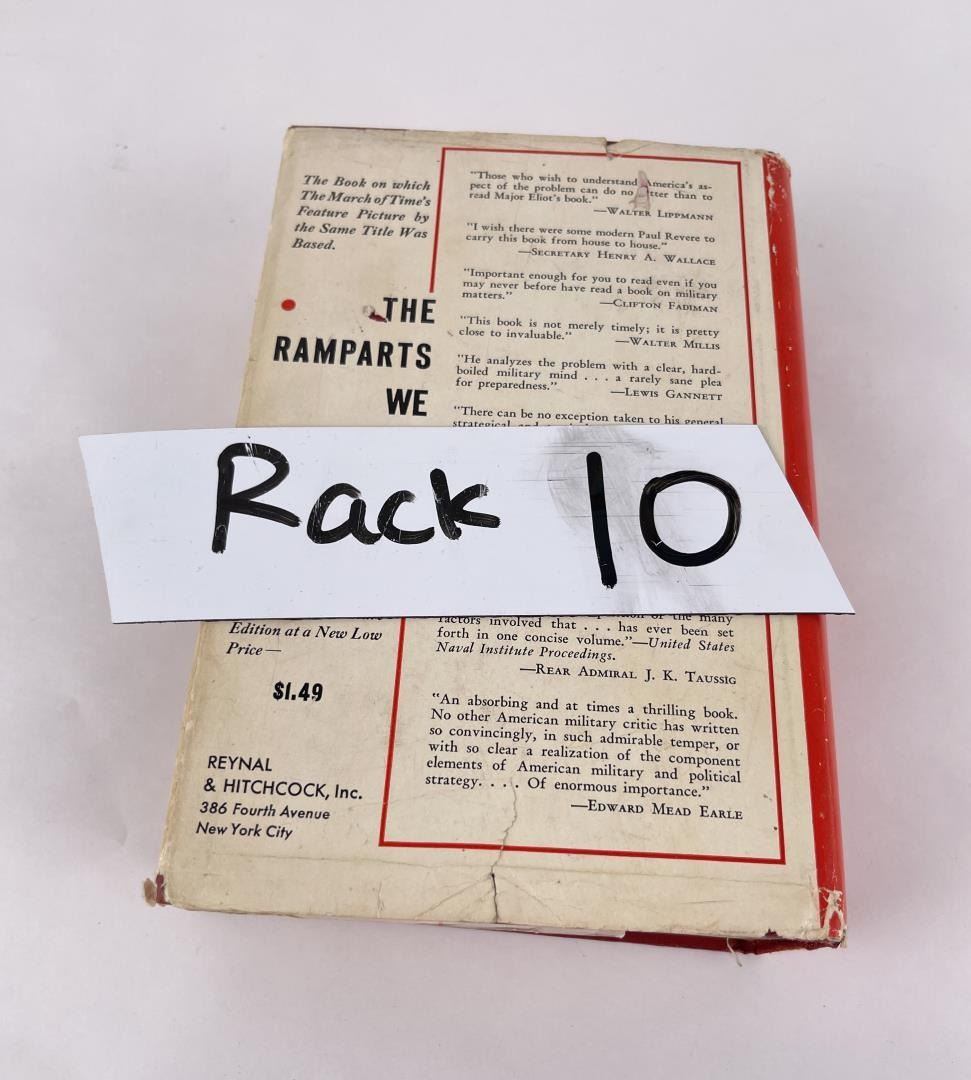 The Book on which
The March of Time's
Feature Picture by
the Same Title Was
Based.
THE
RAMPARTS
WE
"Those who wish to understand America's as-
pect of the problem can do no better than to
read Major Eliot's book."
—WALTER LIPPMANN
"I wish there were some modern Paul Revere to
carry this book from house to house."
—SECRETARY HENRY A. WALLACE
"Important enough for you to read even if you
may never before have read a book on military
matters."
—CLIFTON FADIMAN
"This book is not merely timely; it is pretty
close to invaluable."
—WALTER MILLIS
"He analyzes the problem with a clear, hard-
boiled military mind . . . a rarely sane plea
for preparedness."
—LEWIS GANNETT
"There can be no exception taken to his general
strategical and
Rack 10
Edition at a New Low
Price—
$1.49
REYNAL
& HITCHCOCK, Inc.
386 Fourth Avenue
New York City
of the many
factors involved that . . . has ever been set
forth in one concise volume."—United States
Naval Institute Proceedings.
—REAR ADMIRAL J. K. TAUSSIG
"An absorbing and at times a thrilling book.
No other American military critic has written
so convincingly, in such admirable temper, or
with so clear a realization of the component
elements of American military and political
strategy. . . . Of enormous importance."
—EDWARD MEAD EARLE